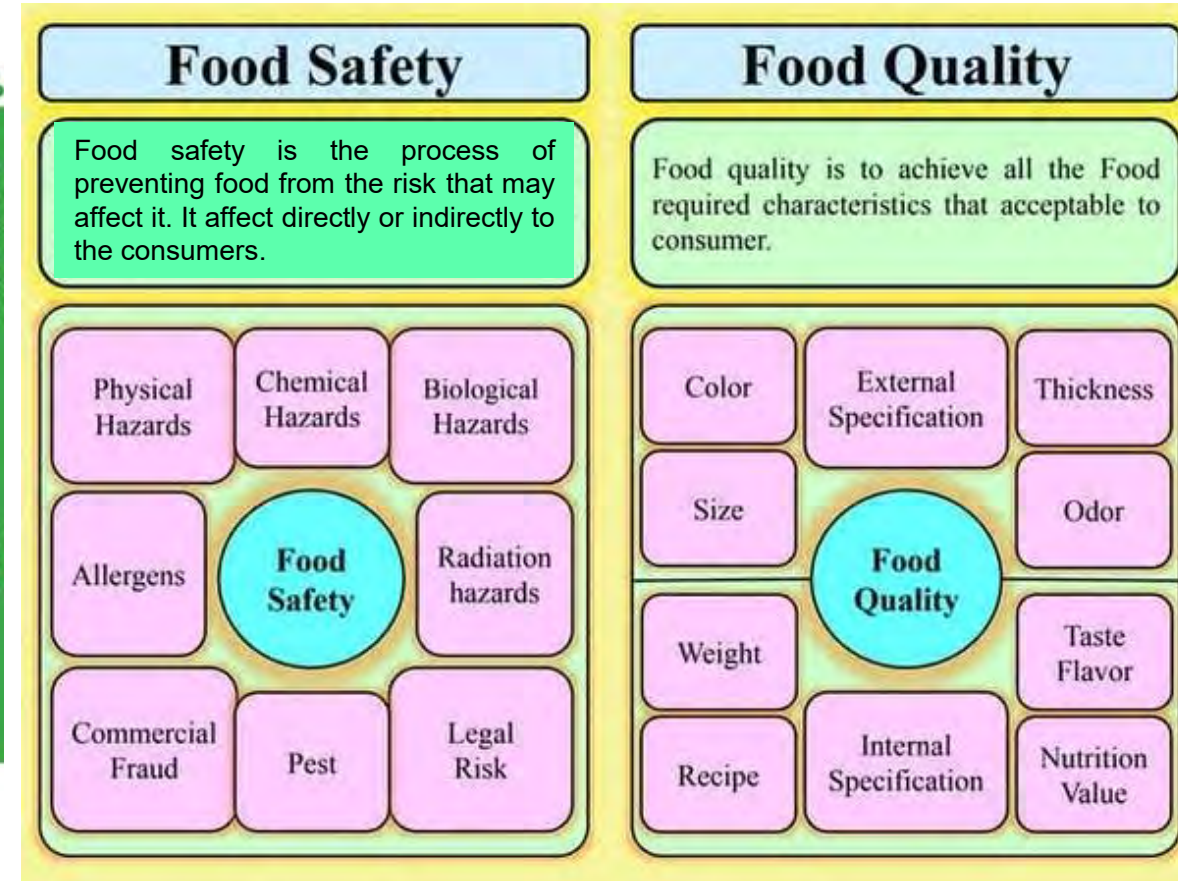 Food Safety
Food safety is the process of
preventing food from the risk that may
affect it. It affect directly or indirectly to
the consumers.
Physical
Hazards
Chemical
Hazards
Biological
Hazards
Allergens
Food
Safety
Radiation
hazards
Commercial
Fraud
Pest
Legal
Risk
Food Quality
Food quality is to achieve all the Food
required characteristics that acceptable to
consumer.
Color
External
Specification
Thickness
Size
Odor
Food
Quality
Weight
Taste
Flavor
Recipe
Internal
Specification
Nutrition
Value